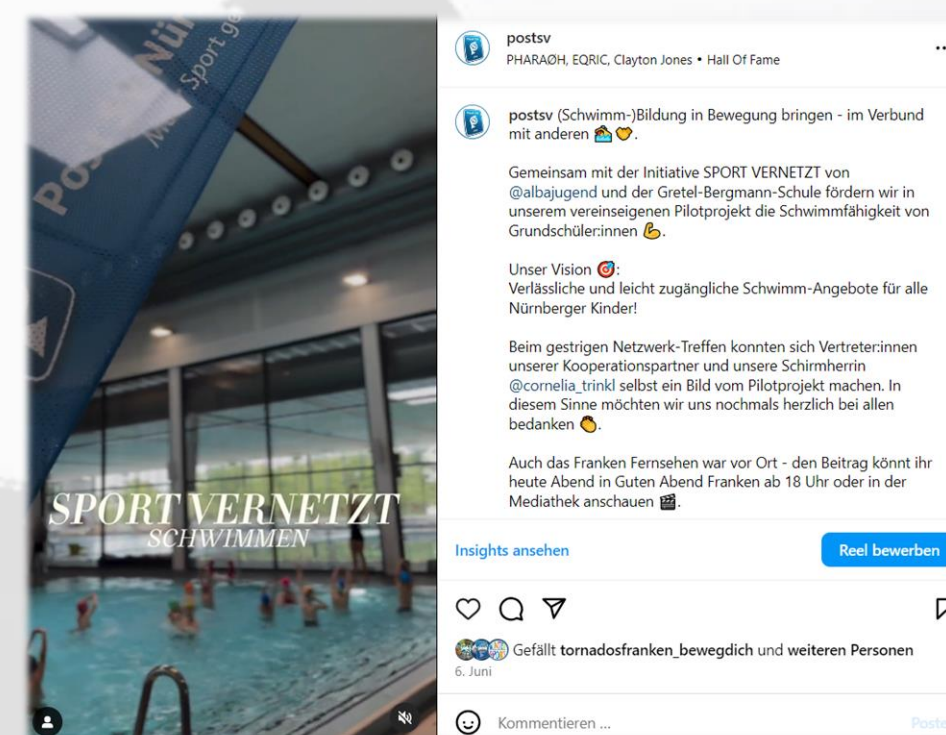 Post SV Nü
Sport ge
SPORT VERNETZT
SCHWIMMEN
postsv
PHARAØH, EQRIC, Clayton Jones • Hall Of Fame
postsv (Schwimm-)Bildung in Bewegung bringen - im Verbund
mit anderen 🏊🤝.
Gemeinsam mit der Initiative SPORT VERNETZT von
@albajugend und der Gretel-Bergmann-Schule fördern wir in
unserem vereinseigenen Pilotprojekt die Schwimmfähigkeit von
Grundschüler:innen 💪.
Unser Vision 🎯:
Verlässliche und leicht zugängliche Schwimm-Angebote für alle
Nürnberger Kinder!
Beim gestrigen Netzwerk-Treffen konnten sich Vertreter:innen
unserer Kooperationspartner und unsere Schirmherrin
@cornelia_trinkl selbst ein Bild vom Pilotprojekt machen. In
diesem Sinne möchten wir uns nochmals herzlich bei allen
bedanken 👏.
Auch das Franken Fernsehen war vor Ort - den Beitrag könnt ihr
heute Abend in Guten Abend Franken ab 18 Uhr oder in der
Mediathek anschauen 🎬.
Insights ansehen
Reel bewerben
Gefällt tornadosfranken_bewegdich und weiteren Personen
6. Juni
Kommentieren ...
Poste